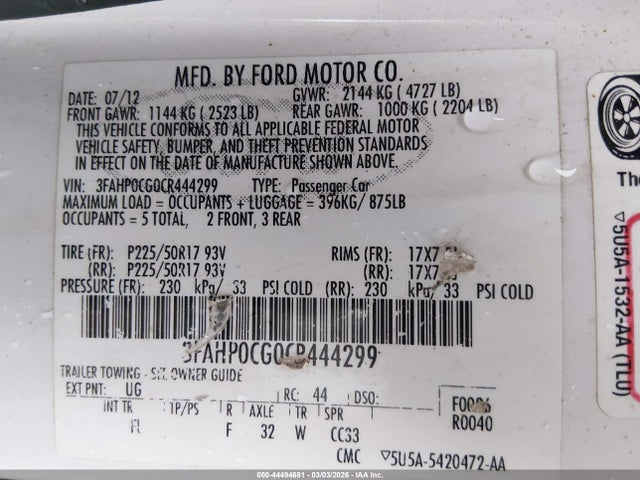 MFD. BY FORD MOTOR CO.
DATE: 07/12 GVWR: 2144 KG ( 4727 LB)
FRONT GAWR: 1144 KG ( 2523 LB) REAR GAWR: 1000 KG ( 2204 LB)
THIS VEHICLE CONFORMS TO ALL APPLICABLE FEDERAL MOTOR
VEHICLE SAFETY, BUMPER, AND THEFT PREVENTION STANDARDS
IN EFFECT ON THE DATE OF MANUFACTURE SHOWN ABOVE.
VIN: 3FAHP0CG0CR444299 TYPE: Passenger Car
MAXIMUM LOAD = OCCUPANTS + LUGGAGE = 396KG/ 875LB
OCCUPANTS = 5 TOTAL, 2 FRONT, 3 REAR
TIRE (FR): P225/50R17 93V RIMS (FR): 17X7
(RR): P225/50R17 93V (RR): 17X7
PRESSURE (FR): 230 kPa/ 33 PSI COLD (RR): 230 kPa/ 33 PSI COLD
3FAHP0CG0CR444299
TRAILER TOWING - SEE OWNER GUIDE
EXT PNT: UG RC: 44 DSO: F0086
INT TR TP/PS R AXLE TR SPR R0040
F 32 W CCS3
CMC ▽5U5A-5420472-AA
The
▽5U5A-1532-AA (TLU)
000-44494681 | 03/03/2026 - COPYRIGHT IAA, LLC